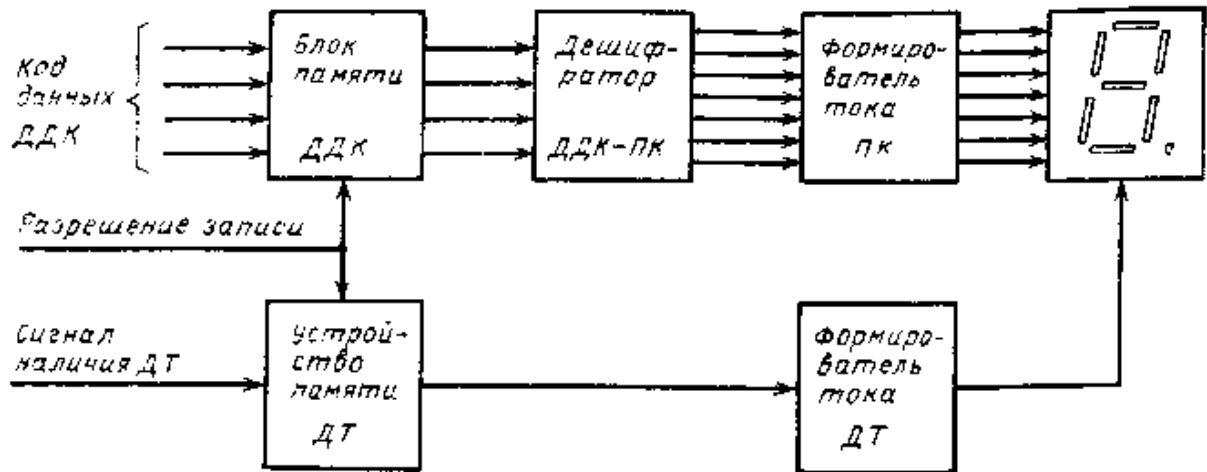 Код
данных
ДДК
Блок
памяти
ДДК
Дешиф-
ратор
ДДК-ПК
Формиро-
ватель
тока
ПК
Разрешение записи
Сигнал
наличия ДТ
Устрой-
ство
памяти
ДТ
Формиро-
ватель
тока
ДТ